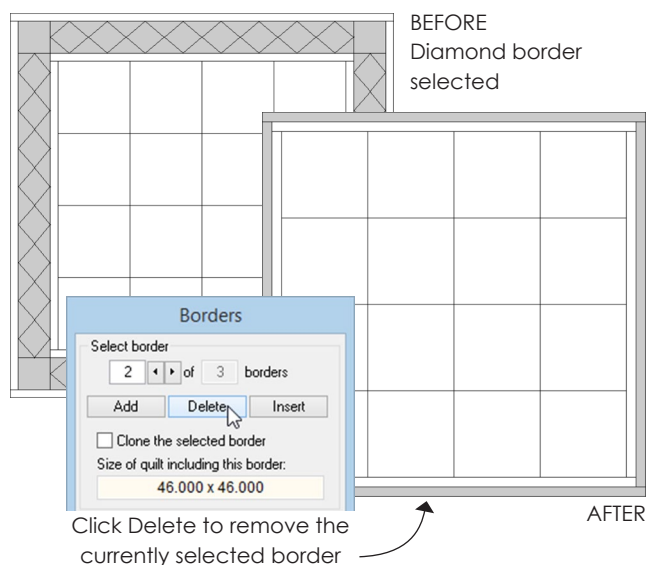 BEFORE
Diamond border
selected
Borders
Select border
2 of 3 borders
Add Delete Insert
Clone the selected border
Size of quilt including this border:
46.000 x 46.000
AFTER
Click Delete to remove the
currently selected border